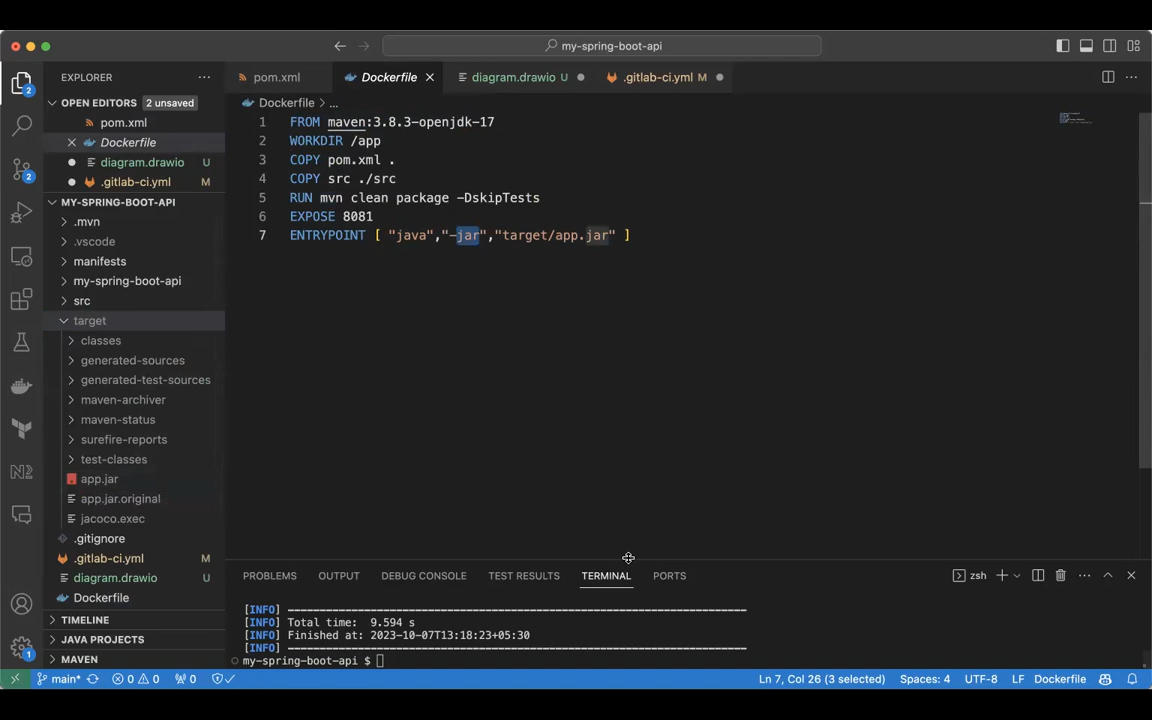 my-spring-boot-api
EXPLORER
pom.xml
Dockerfile
diagram.drawio U
.gitlab-ci.yml M
OPEN EDITORS 2 unsaved
pom.xml
Dockerfile
diagram.drawio U
.gitlab-ci.yml M
MY-SPRING-BOOT-API
.mvn
.vscode
manifests
my-spring-boot-api
src
target
classes
generated-sources
generated-test-sources
maven-archiver
maven-status
surefire-reports
test-classes
app.jar
app.jar.original
jacoco.exec
.gitignore
.gitlab-ci.yml M
diagram.drawio U
Dockerfile
TIMELINE
JAVA PROJECTS
MAVEN
2
2
1
N2
Dockerfile > ...
1 FROM maven:3.8.3-openjdk-17
2 WORKDIR /app
3 COPY pom.xml .
4 COPY src ./src
5 RUN mvn clean package -DskipTests
6 EXPOSE 8081
7 ENTRYPOINT [ "java","-jar","target/app.jar" ]
PROBLEMS OUTPUT DEBUG CONSOLE TEST RESULTS TERMINAL PORTS
zsh
[INFO] ------------------------------------------------------------------------
[INFO] Total time:  9.594 s
[INFO] Finished at: 2023-10-07T13:18:23+05:30
[INFO] ------------------------------------------------------------------------
my-spring-boot-api $
main* 0 0 0 Ln 7, Col 26 (3 selected) Spaces: 4 UTF-8 LF Dockerfile